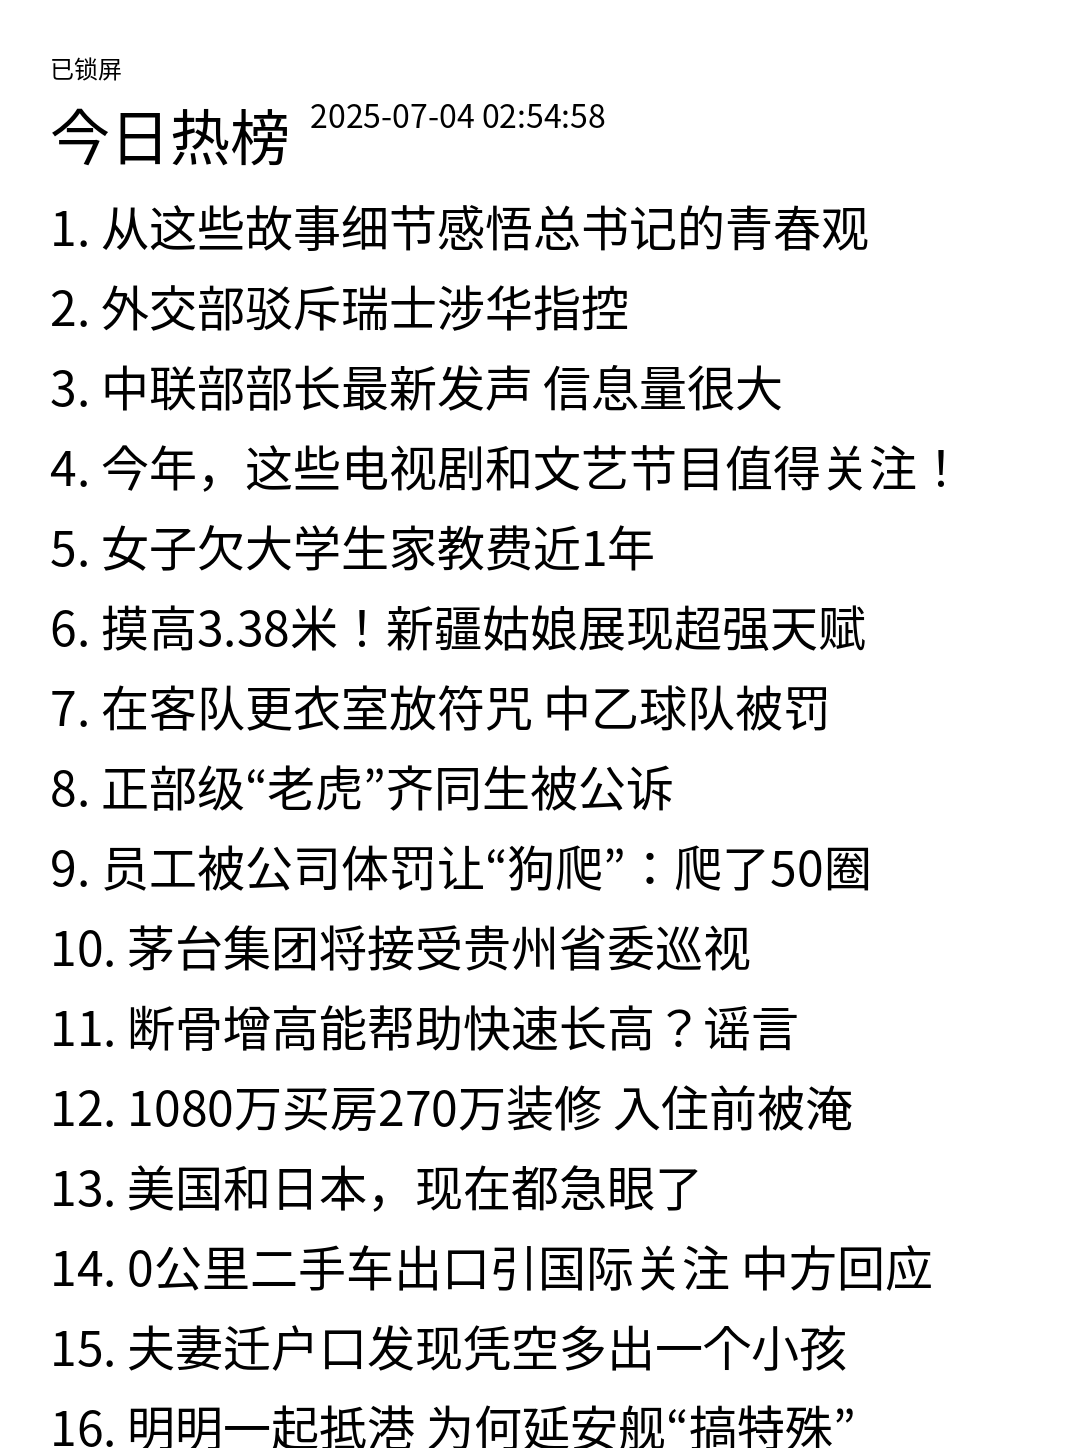 已锁屏
今日热榜 2025-07-04 02:54:58
1. 从这些故事细节感悟总书记的青春观
2. 外交部驳斥瑞士涉华指控
3. 中联部部长最新发声 信息量很大
4. 今年，这些电视剧和文艺节目值得关注！
5. 女子欠大学生家教费近1年
6. 摸高3.38米！新疆姑娘展现超强天赋
7. 在客队更衣室放符咒 中乙球队被罚
8. 正部级“老虎”齐同生被公诉
9. 员工被公司体罚让“狗爬”：爬了50圈
10. 茅台集团将接受贵州省委巡视
11. 断骨增高能帮助快速长高？谣言
12. 1080万买房270万装修 入住前被淹
13. 美国和日本，现在都急眼了
14. 0公里二手车出口引国际关注 中方回应
15. 夫妻迁户口发现凭空多出一个小孩
16. 明明一起抵港 为何延安舰“搞特殊”